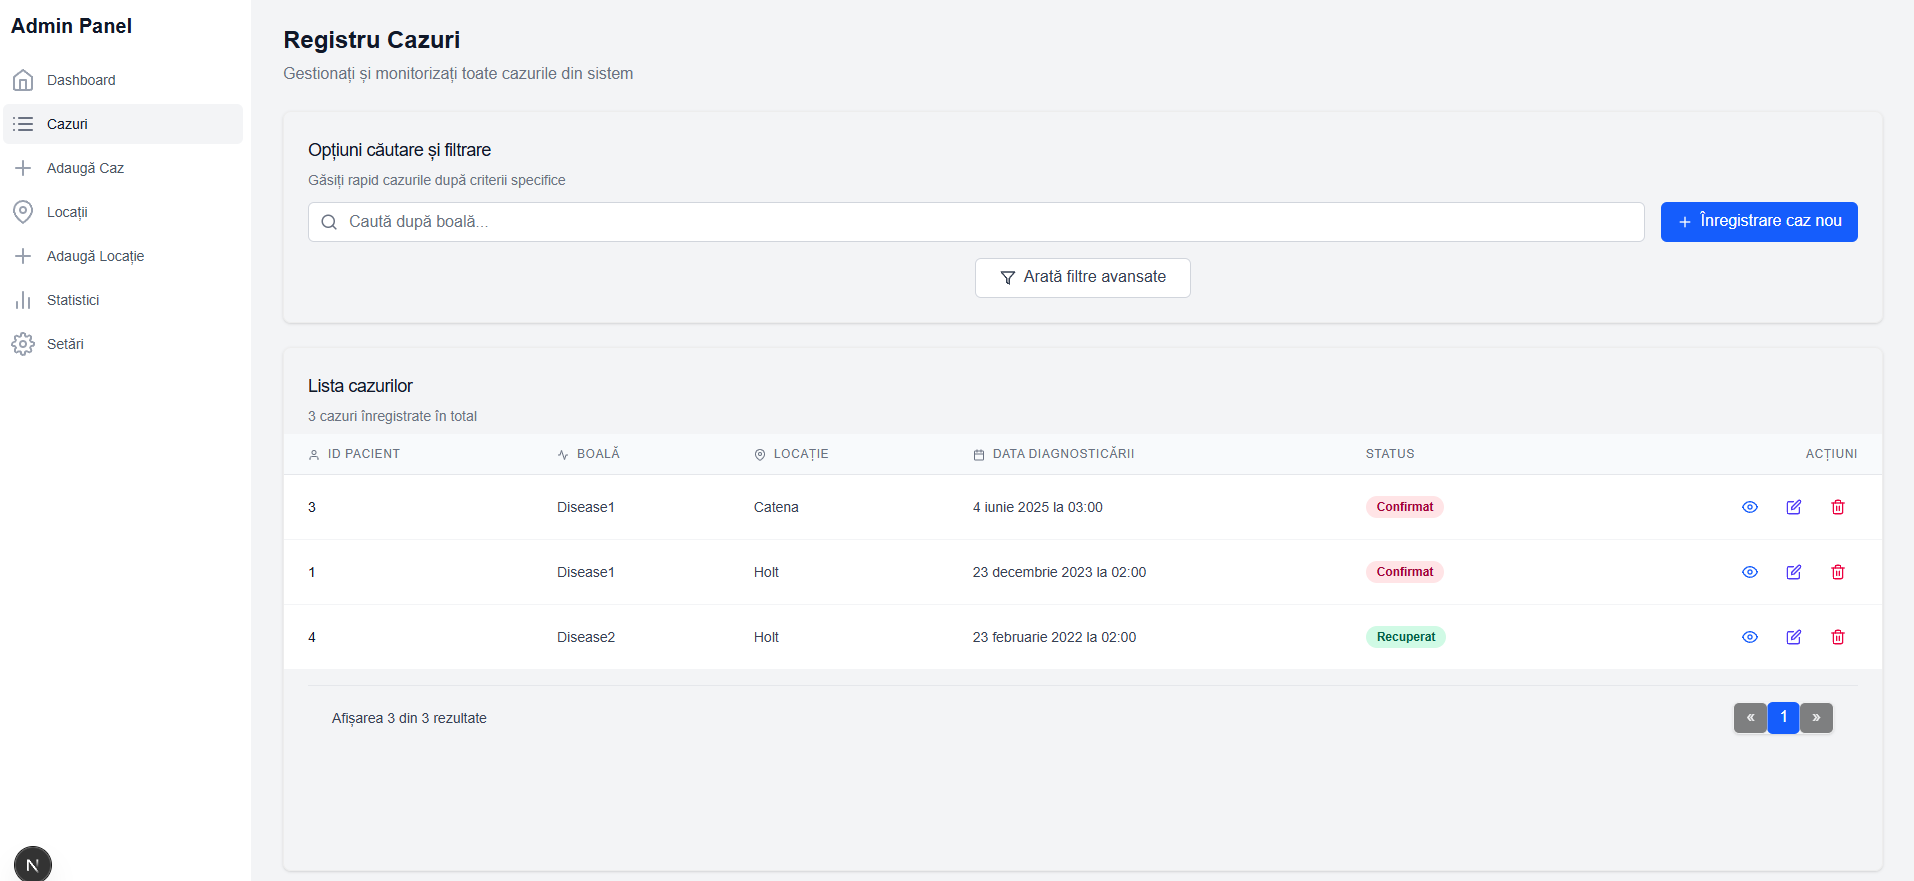 Admin Panel
Dashboard
Cazuri
Adaugă Caz
Locații
Adaugă Locație
Statistici
Setări
N
Registru Cazuri
Gestionați și monitorizați toate cazurile din sistem
Opțiuni căutare și filtrare
Găsiți rapid cazurile după criterii specifice
Caută după boală...
+ Înregistrare caz nou
Arată filtre avansate
Lista cazurilor
3 cazuri înregistrate în total
ID PACIENT BOALĂ LOCAȚIE DATA DIAGNOSTICĂRII STATUS ACȚIUNI
3 Disease1 Catena 4 iunie 2025 la 03:00 Confirmat
1 Disease1 Holt 23 decembrie 2023 la 02:00 Confirmat
4 Disease2 Holt 23 februarie 2022 la 02:00 Recuperat
Afișarea 3 din 3 rezultate
« 1 »